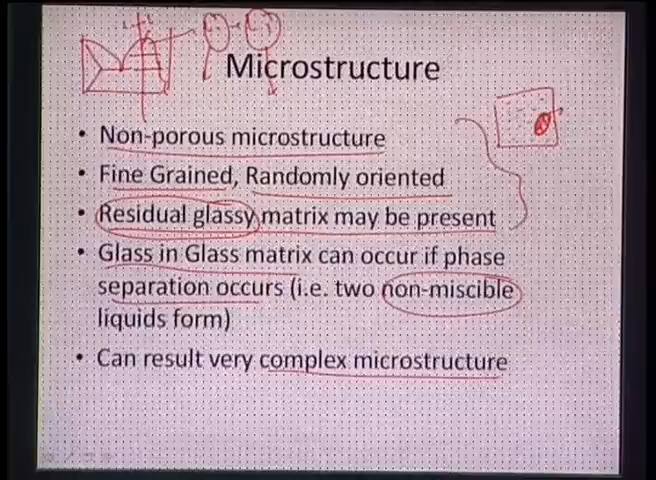 Microstructure
• Non-porous microstructure
• Fine Grained, Randomly oriented
• Residual glassy matrix may be present
• Glass in Glass matrix can occur if phase
separation occurs (i.e. two non-miscible
liquids form)
• Can result very complex microstructure